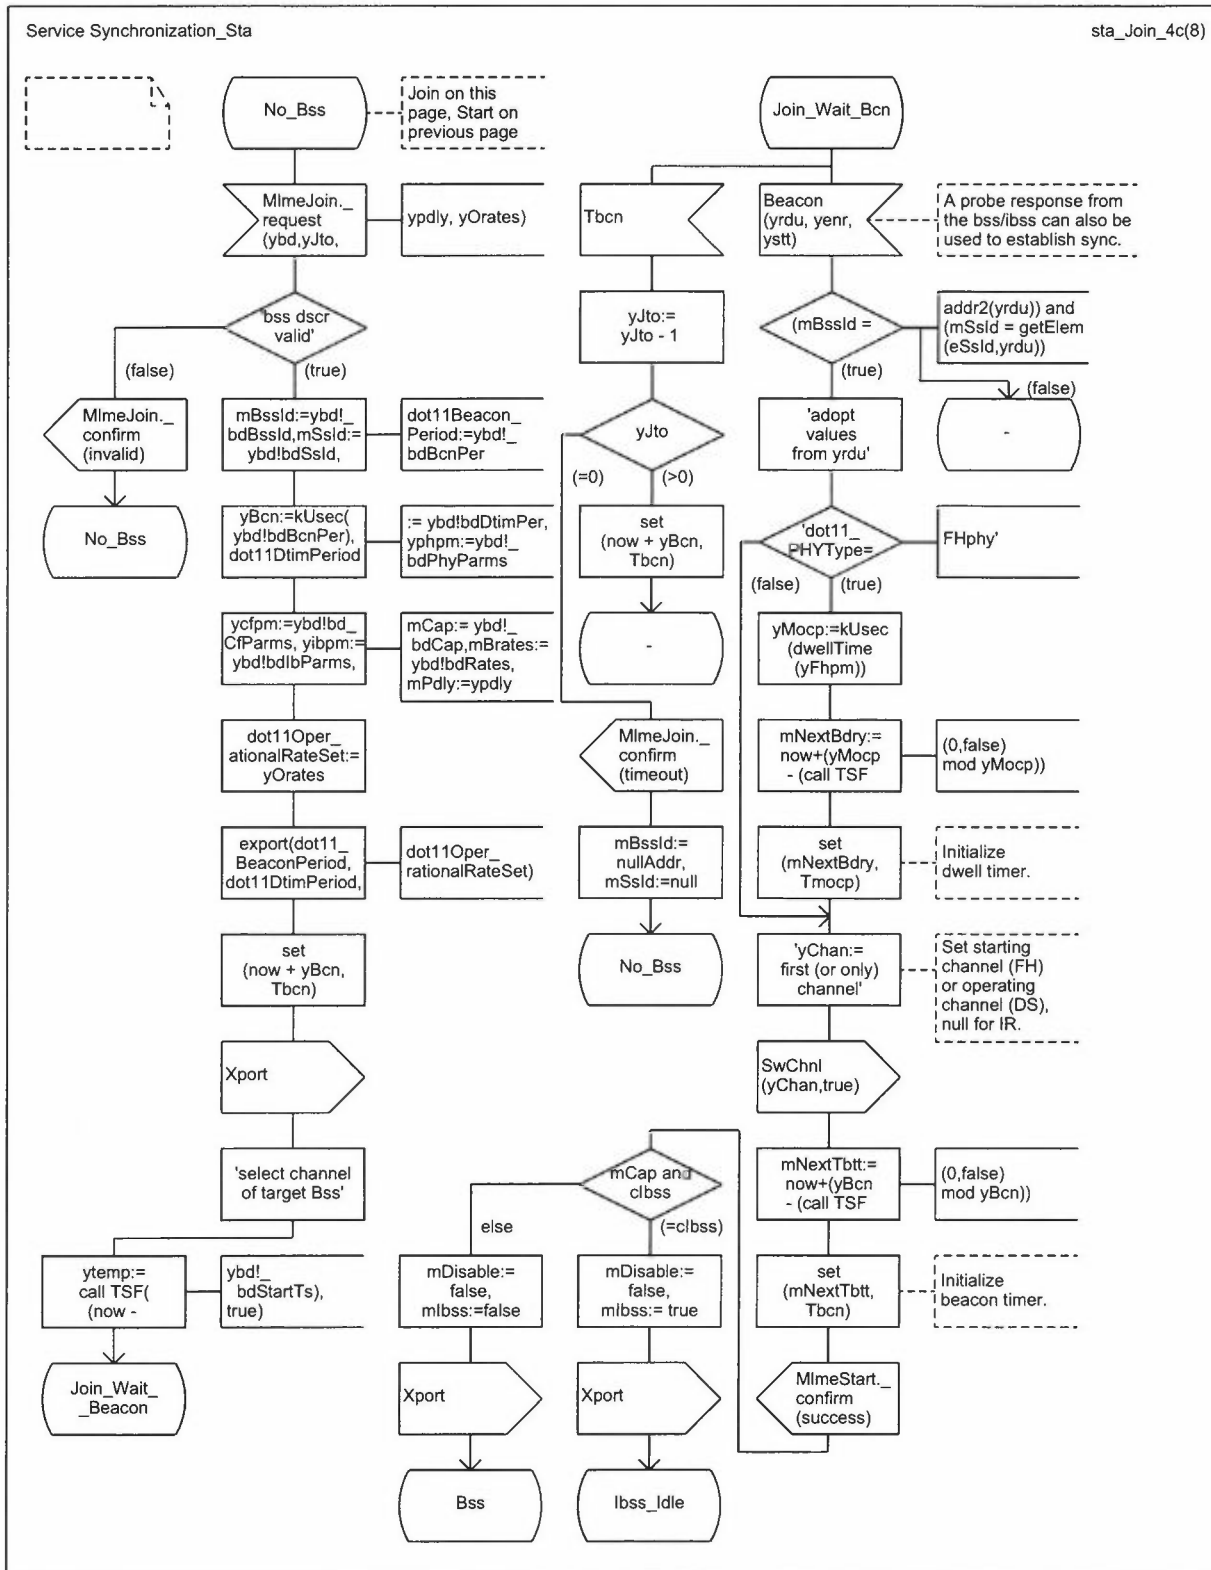 Service Synchronization_Sta
sta_Join_4c(8)
No_Bss
Join on this
page, Start on
previous page
MlmeJoin._
request
(ybd,yJto,
ypdly, yOrates)
'bss dscr
valid'
(false)
(true)
MlmeJoin._
confirm
(invalid)
No_Bss
mBssId:=ybd!_
bdBssId,mSsId:=
ybd!bdSsId,
dot11Beacon_
Period:=ybd!_
bdBcnPer
yBcn:=kUsec(
ybd!bdBcnPer),
dot11DtimPeriod
:= ybd!bdDtimPer,
yphpm:=ybd!_
bdPhyParms
ycfpm:=ybd!bd_
CfParms, yibpm:=
ybd!bdIbParms,
mCap:= ybd!_
bdCap,mBrates:=
ybd!bdRates,
mPdly:=ypdly
dot11Oper_
ationalRateSet:=
yOrates
export(dot11_
BeaconPeriod,
dot11DtimPeriod,
dot11Oper_
rationalRateSet)
set
(now + yBcn,
Tbcn)
Xport
'select channel
of target Bss'
ytemp:=
call TSF(
(now -
ybd!_
bdStartTs),
true)
Join_Wait_
_Beacon
Join_Wait_Bcn
Tbcn
yJto:=
yJto - 1
yJto
(=0)
(>0)
set
(now + yBcn,
Tbcn)
-
MlmeJoin._
confirm
(timeout)
mBssId:=
nullAddr,
mSsId:=null
No_Bss
Beacon
(yrdu, yenr,
ystt)
A probe response from
the bss/ibss can also be
used to establish sync.
(mBssId =
addr2(yrdu)) and
(mSsId = getElem
(eSsId,yrdu))
(true)
(false)
-
'adopt
values
from yrdu'
'dot11_
PHYType=
FHphy'
(false)
(true)
yMocp:=kUsec
(dwellTime
(yFhpm))
mNextBdry:=
now+(yMocp
- (call TSF
(0,false)
mod yMocp))
set
(mNextBdry,
Tmocp)
Initialize
dwell timer.
'yChan:=
first (or only)
channel'
Set starting
channel (FH)
or operating
channel (DS),
null for IR.
SwChnl
(yChan,true)
mNextTbtt:=
now+(yBcn
- (call TSF
(0,false)
mod yBcn))
set
(mNextTbtt,
Tbcn)
Initialize
beacon timer.
MlmeStart._
confirm
(success)
mCap and
cIbss
else
(=cIbss)
mDisable:=
false,
mIbss:=false
Xport
Bss
mDisable:=
false,
mIbss:= true
Xport
Ibss_Idle